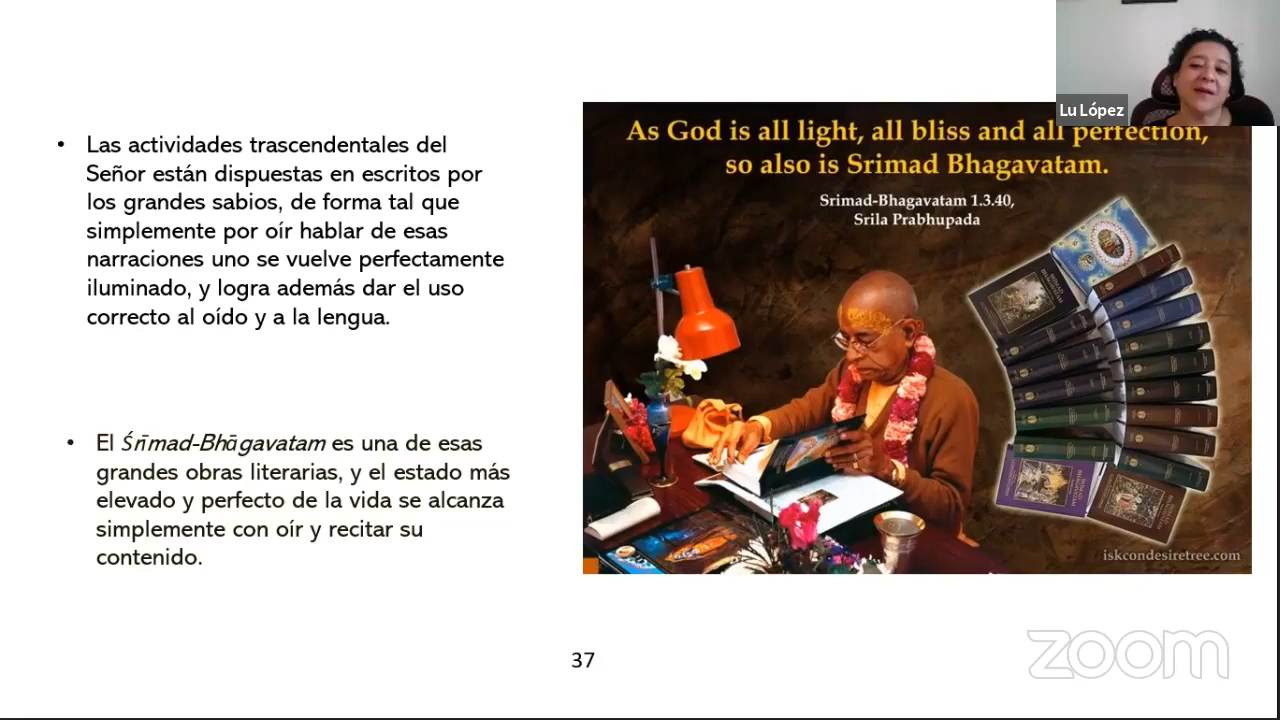 Lu López
• Las actividades trascendentales del
Señor están dispuestas en escritos por
los grandes sabios, de forma tal que
simplemente por oír hablar de esas
narraciones uno se vuelve perfectamente
iluminado, y logra además dar el uso
correcto al oído y a la lengua.
• El Śrīmad-Bhāgavatam es una de esas
grandes obras literarias, y el estado más
elevado y perfecto de la vida se alcanza
simplemente con oír y recitar su
contenido.
As God is all light, all bliss and all perfection,
so also is Srimad Bhagavatam.
Srimad-Bhagavatam 1.3.40,
Srila Prabhupada
iskcondesiretree.com
37
zoom